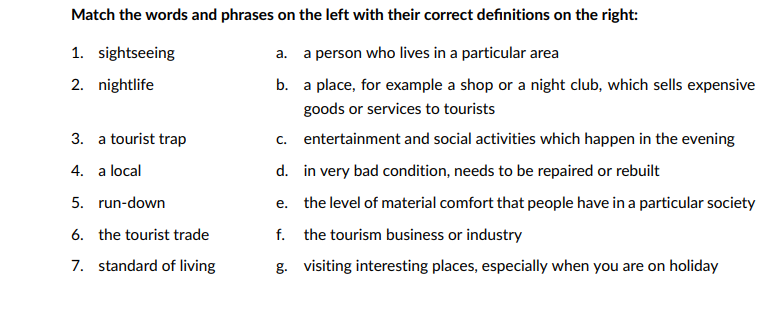 Match the words and phrases on the left with their correct definitions on the right:
1. sightseeing a. a person who lives in a particular area
2. nightlife b. a place, for example a shop or a night club, which sells expensive
goods or services to tourists
3. a tourist trap c. entertainment and social activities which happen in the evening
4. a local d. in very bad condition, needs to be repaired or rebuilt
5. run-down e. the level of material comfort that people have in a particular society
6. the tourist trade f. the tourism business or industry
7. standard of living g. visiting interesting places, especially when you are on holiday